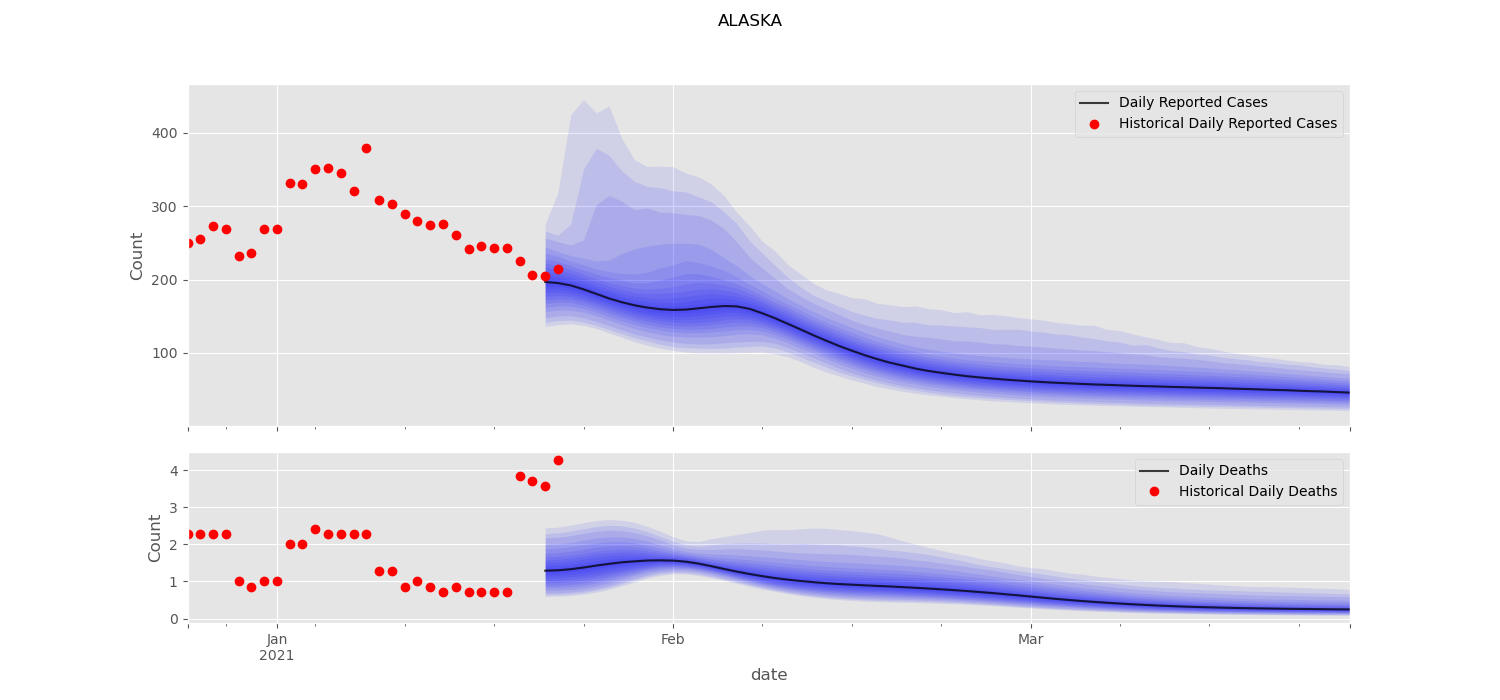 ALASKA
Daily Reported Cases
Historical Daily Reported Cases
Count
400
300
200
100
Daily Deaths
Historical Daily Deaths
Count
4
3
2
1
0
Jan
2021
Feb
Mar
date